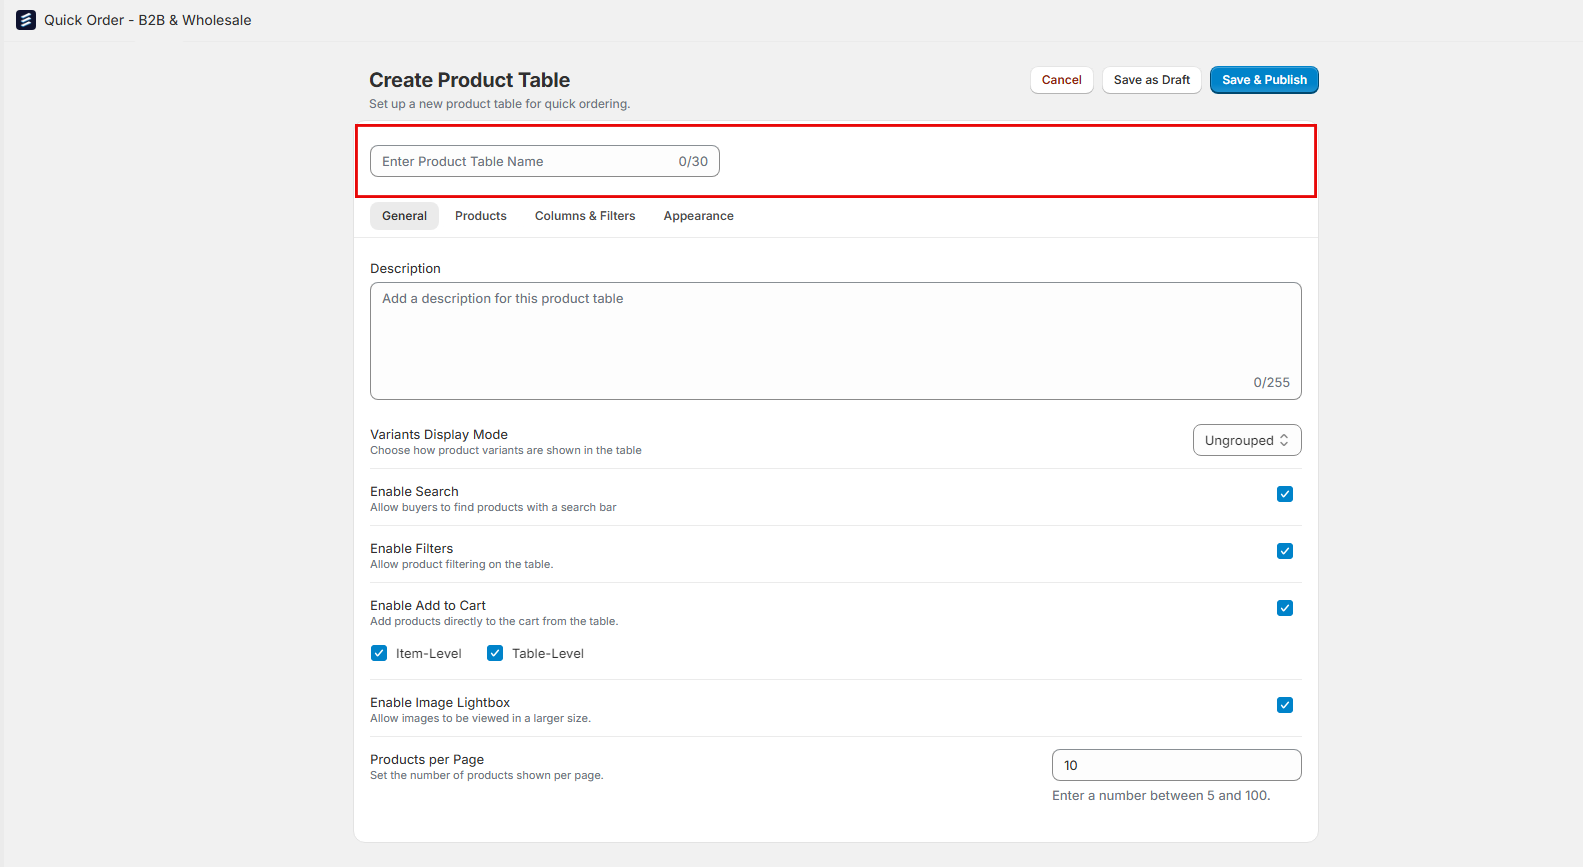 Quick Order - B2B & Wholesale
Create Product Table
Set up a new product table for quick ordering.
Cancel
Save as Draft
Save & Publish
Enter Product Table Name
0/30
General
Products
Columns & Filters
Appearance
Description
Add a description for this product table
0/255
Variants Display Mode
Choose how product variants are shown in the table
Ungrouped
Enable Search
Allow buyers to find products with a search bar
Enable Filters
Allow product filtering on the table.
Enable Add to Cart
Add products directly to the cart from the table.
Item-Level
Table-Level
Enable Image Lightbox
Allow images to be viewed in a larger size.
Products per Page
Set the number of products shown per page.
10
Enter a number between 5 and 100.